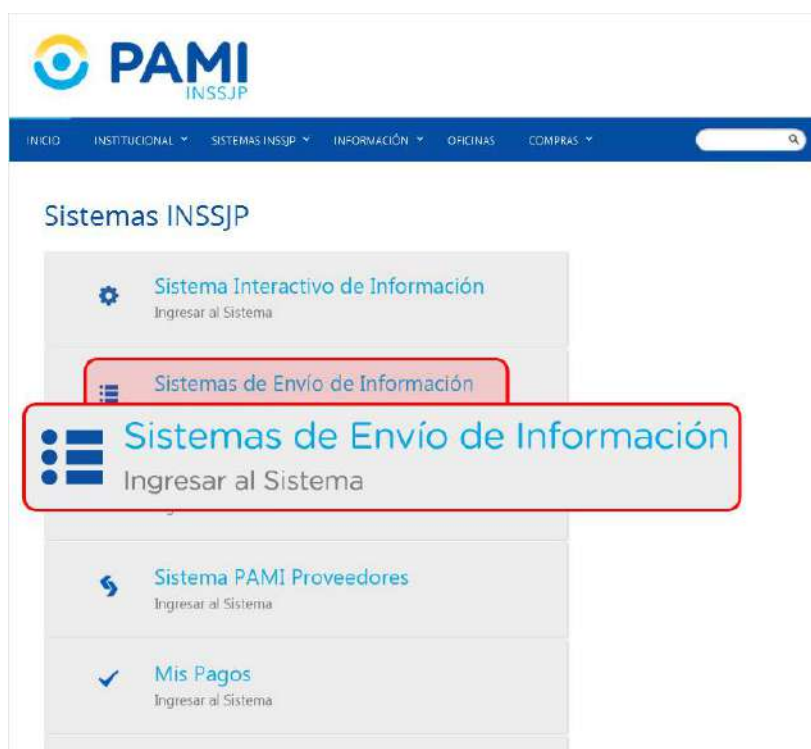 PAMI
INSSJP
INICIO INSTITUCIONAL SISTEMAS INSSJP INFORMACIÓN OFICINAS COMPRAS
Sistemas INSSJP
Sistema Interactivo de Información
Ingresar al Sistema
Sistemas de Envío de Información
Sistemas de Envío de Información
Ingresar al Sistema
Sistema PAMI Proveedores
Ingresar al Sistema
Mis Pagos
Ingresar al Sistema